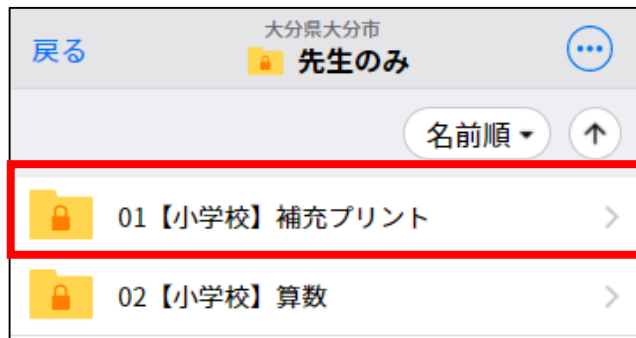 大分県大分市
戻る
先生のみ
名前順
01【小学校】補充プリント
02【小学校】算数